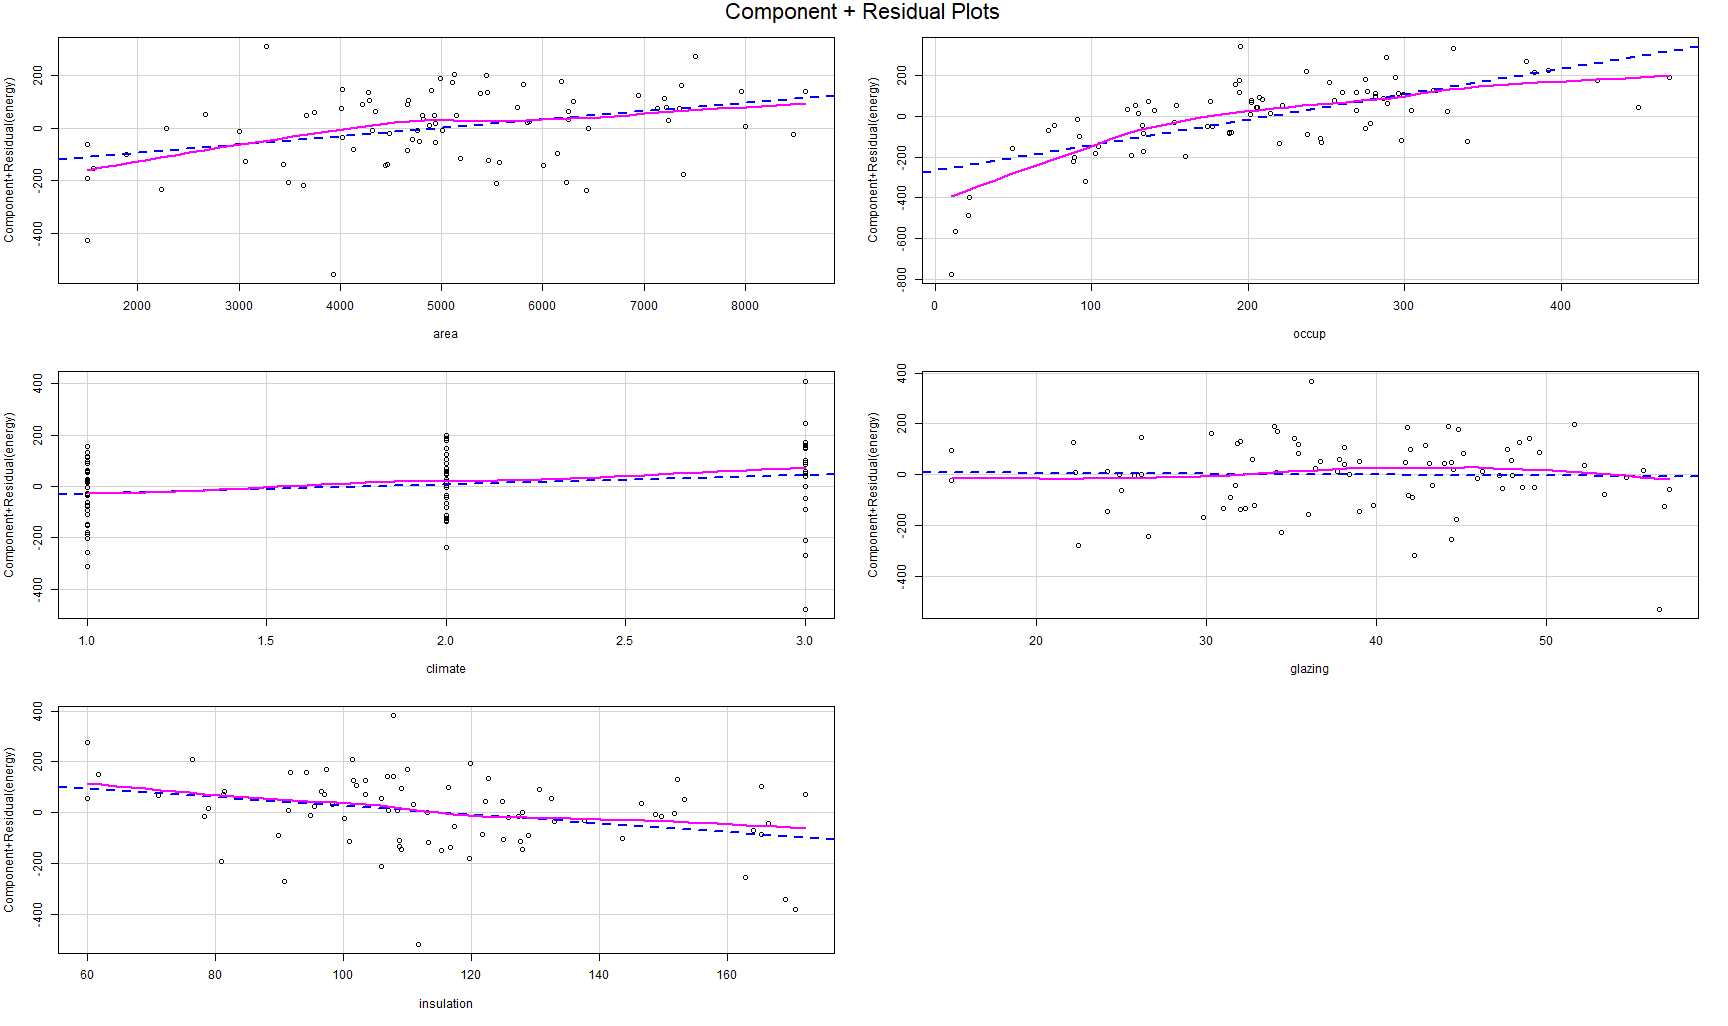 Component + Residual Plots
Component+Residual(energy)
200
0
-200
-400
2000 3000 4000 5000 6000 7000 8000
area
Component+Residual(energy)
200
0
-200
-400
-600
-800
0 100 200 300 400
occup
Component+Residual(energy)
400
200
0
-200
-400
1.0 1.5 2.0 2.5 3.0
climate
Component+Residual(energy)
400
200
0
-200
-400
20 30 40 50
glazing
Component+Residual(energy)
400
200
0
-200
-400
60 80 100 120 140 160
insulation